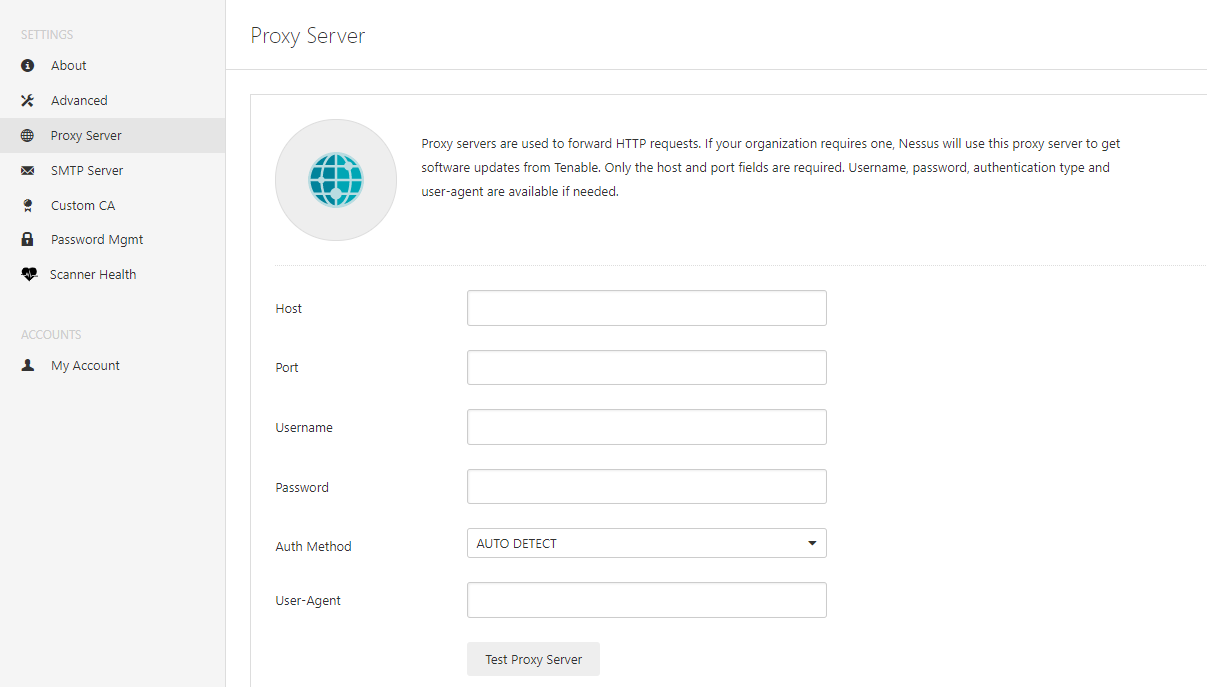 SETTINGS
About
Advanced
Proxy Server
SMTP Server
Custom CA
Password Mgmt
Scanner Health
ACCOUNTS
My Account
Proxy Server
Proxy servers are used to forward HTTP requests. If your organization requires one, Nessus will use this proxy server to get
software updates from Tenable. Only the host and port fields are required. Username, password, authentication type and
user-agent are available if needed.
Host
Port
Username
Password
Auth Method
AUTO DETECT
User-Agent
Test Proxy Server